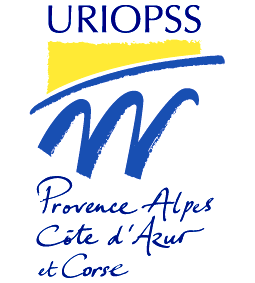 URIOPSS
Provence Alpes
Côte d'Azur
et Corse